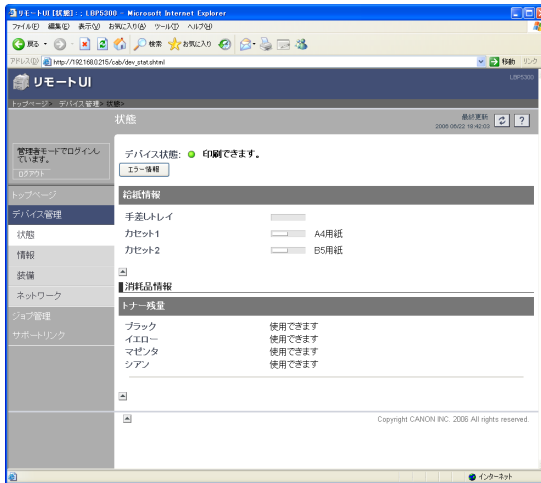 リモートUI [状態] : ; LBP5300 - Microsoft Internet Explorer
ファイル(F) 編集(E) 表示(V) お気に入り(A) ツール(T) ヘルプ(H)
戻る 検索 お気に入り
アドレス(D) http://192.168.0.215/cab/dev_stat.shtml 移動 リンク
リモートUI LBP5300
トップページ> デバイス管理> 状態>
状態 最終更新
2006 06/22 18:42:03
管理者モードでログインし
ています。
ログアウト
トップページ
デバイス管理
状態
情報
装備
ネットワーク
ジョブ管理
サポートリンク
デバイス状態: 印刷できます。
エラー情報
給紙情報
手差しトレイ
カセット1 A4用紙
カセット2 B5用紙
消耗品情報
トナー残量
ブラック 使用できます
イエロー 使用できます
マゼンタ 使用できます
シアン 使用できます
Copyright CANON INC. 2006 All rights reserved.
インターネット